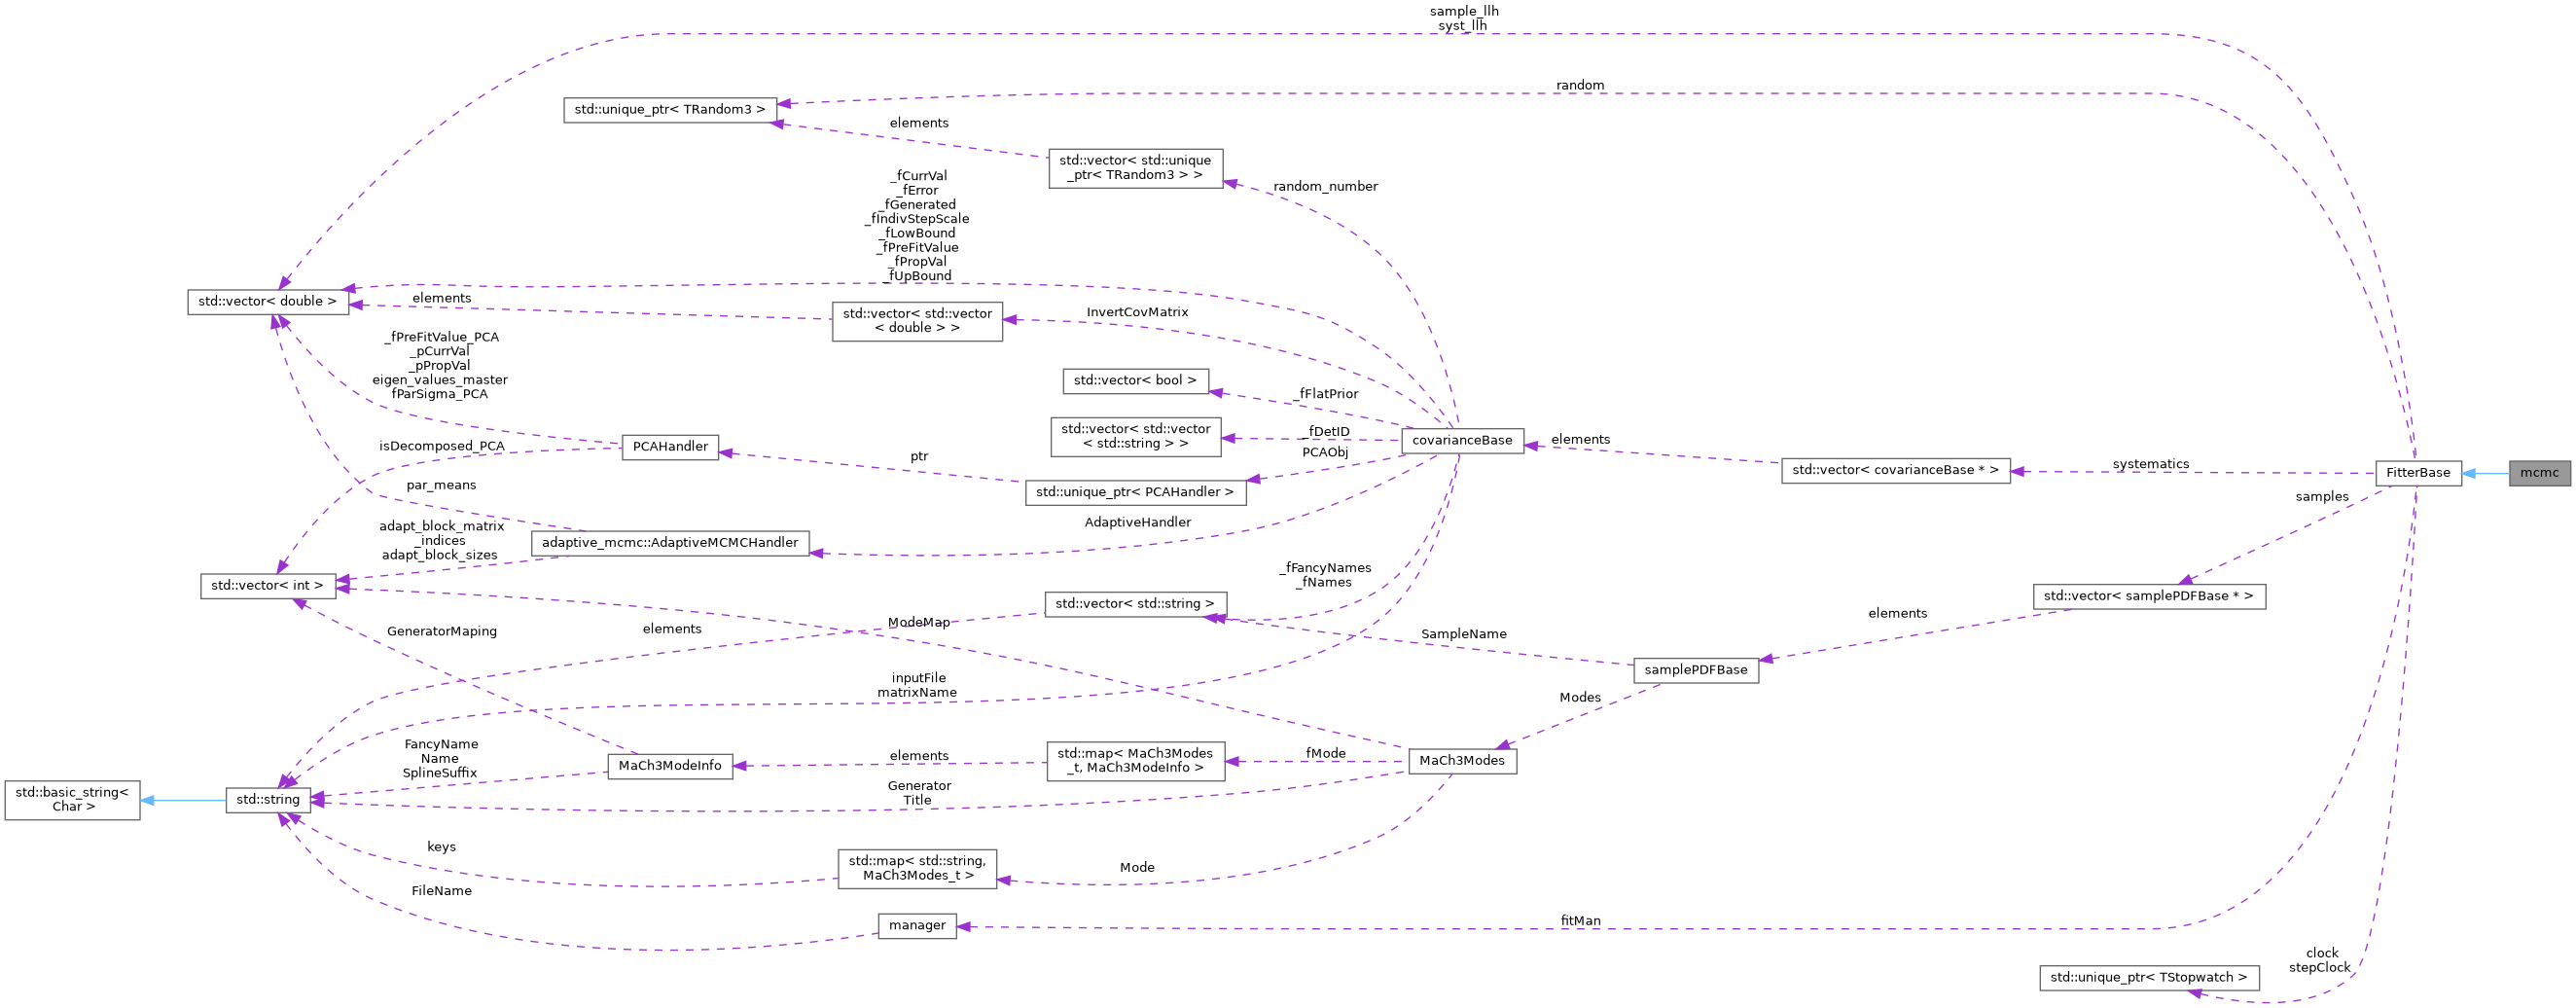 sample_llh
syst_llh
random
std::unique_ptr< TRandom3 >
elements
std::vector< std::unique
_ptr< TRandom3 > >
random_number
_fCurrVal
_fError
_fGenerated
_fIndivStepScale
_fLowBound
_fPreFitValue
_fPropVal
_fUpBound
std::vector< double >
elements
std::vector< std::vector
< double > >
InvertCovMatrix
_fPreFitValue_PCA
_pCurrVal
_pPropVal
eigen_values_master
fParSigma_PCA
std::vector< bool >
_fFlatPrior
std::vector< std::vector
< std::string > >
_fDetID
PCAObj
covarianceBase
elements
std::vector< covarianceBase * >
systematics
FitterBase
mcmc
isDecomposed_PCA
PCAHandler
ptr
std::unique_ptr< PCAHandler >
par_means
samples
adapt_block_matrix
_indices
adapt_block_sizes
adaptive_mcmc::AdaptiveMCMCHandler
AdaptiveHandler
std::vector< int >
_fFancyNames
_fNames
std::vector< std::string >
std::vector< samplePDFBase * >
elements
GeneratorMaping
elements
ModeMap
SampleName
samplePDFBase
inputFile
matrixName
Modes
FancyName
Name
SplineSuffix
MaCh3ModeInfo
elements
std::map< MaCh3Modes
_t, MaCh3ModeInfo >
fMode
MaCh3Modes
std::basic_string<
Char >
std::string
Generator
Title
keys
std::map< std::string,
MaCh3Modes_t >
Mode
FileName
manager
fitMan
clock
stepClock
std::unique_ptr< TStopwatch >